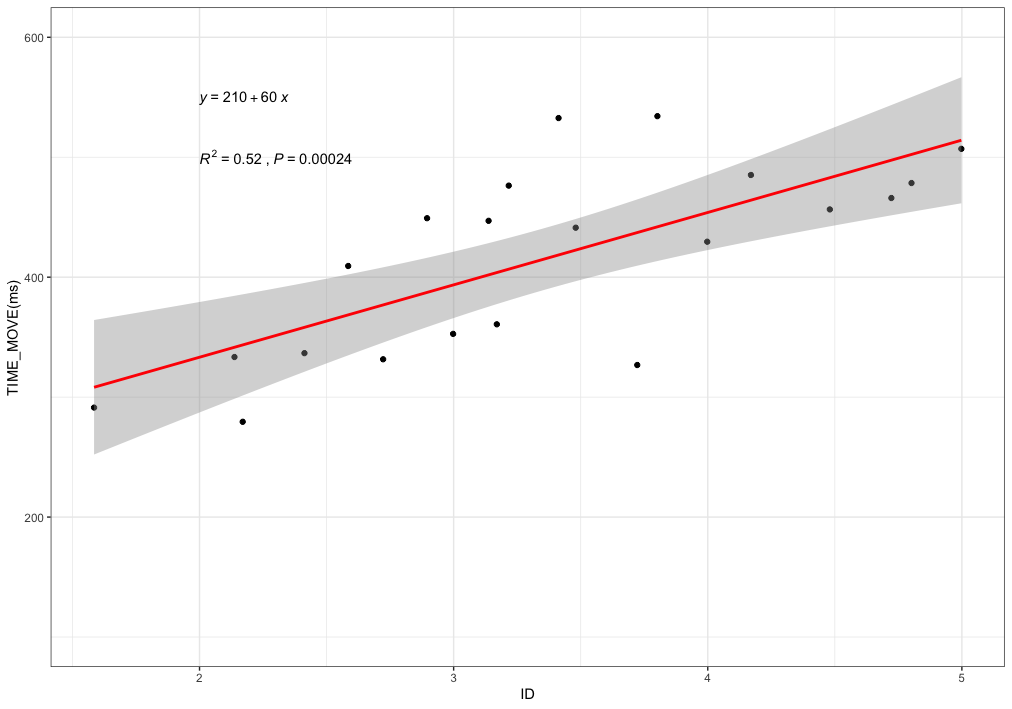 600
y = 210 + 60 x
R² = 0.52 , P = 0.00024
400
TIME_MOVE(ms)
200
2 3 4 5
ID